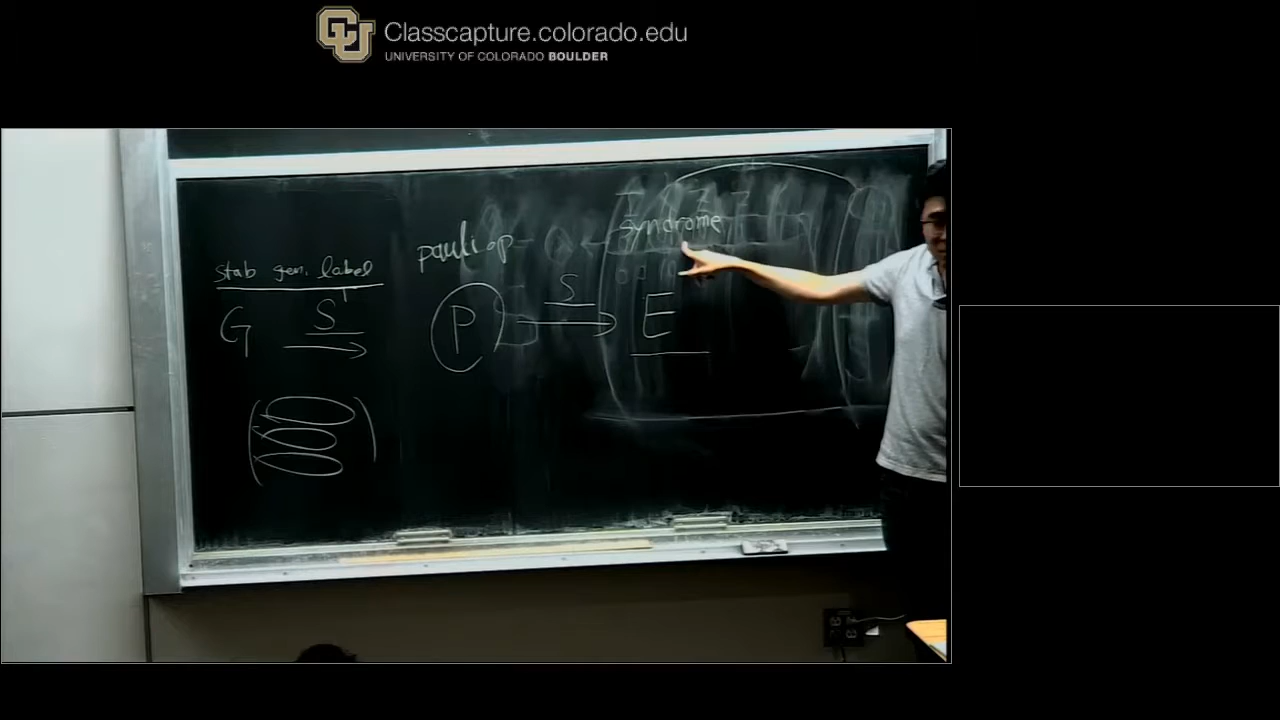 Classcapture.colorado.edu
UNIVERSITY OF COLORADO BOULDER
stab gen. label
G S
pauli op
P S
syndrome
E